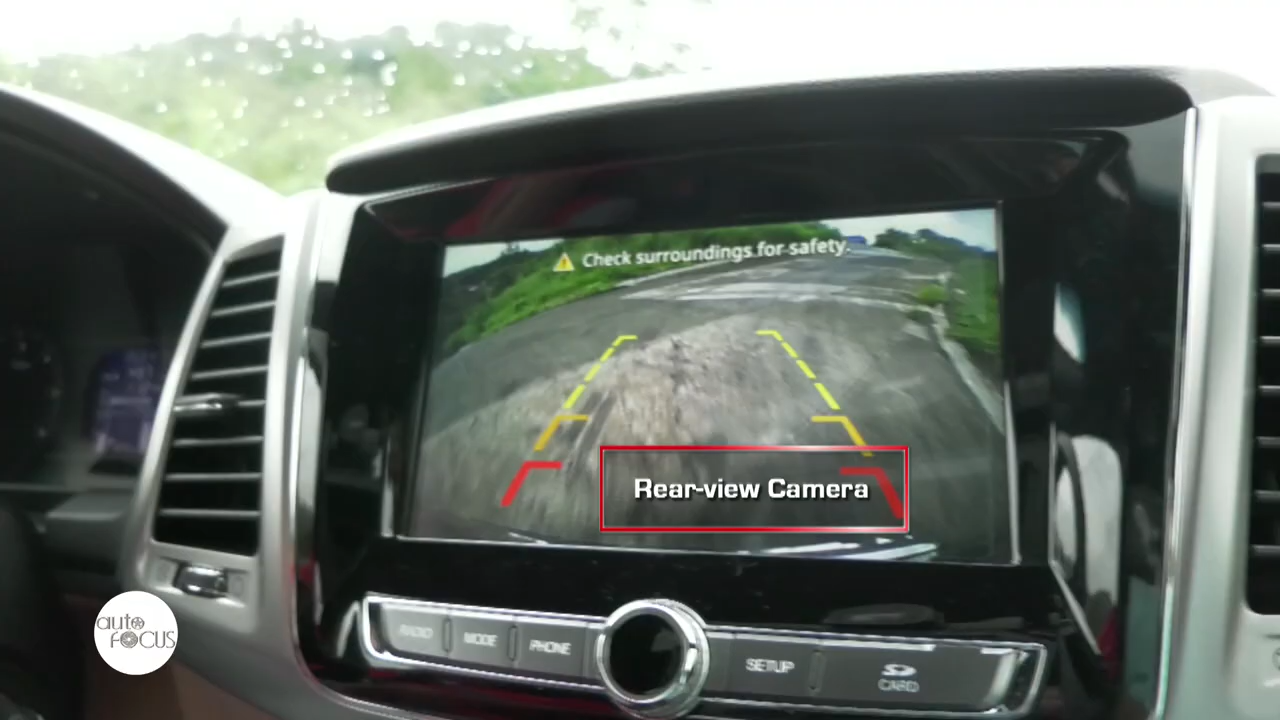 Check surroundings for safety.
Rear-view Camera
RADIO
MODE
PHONE
SETUP
SD
CARD
auto
FOCUS